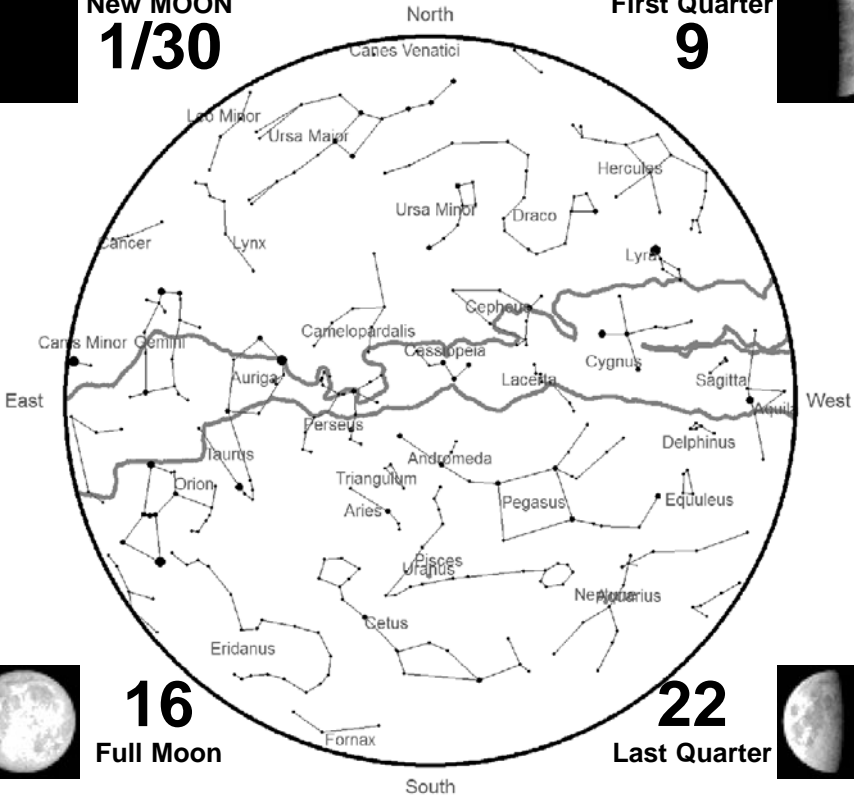 New MOON
1/30
North
First Quarter
9
Canes Venatici
Leo Minor
Ursa Major
Hercules
Ursa Minor
Draco
Cancer
Lynx
Lyra
Cepheus
Camelopardalis
Canis Minor
Gemini
Cassiopeia
Cygnus
Auriga
Lacerta
Sagitta
East
Aquila
West
Perseus
Taurus
Andromeda
Delphinus
Triangulum
Orion
Pegasus
Equuleus
Aries
Pisces
Uranus
Neptune
Aquarius
Cetus
Eridanus
16
Full Moon
22
Last Quarter
Fornax
South